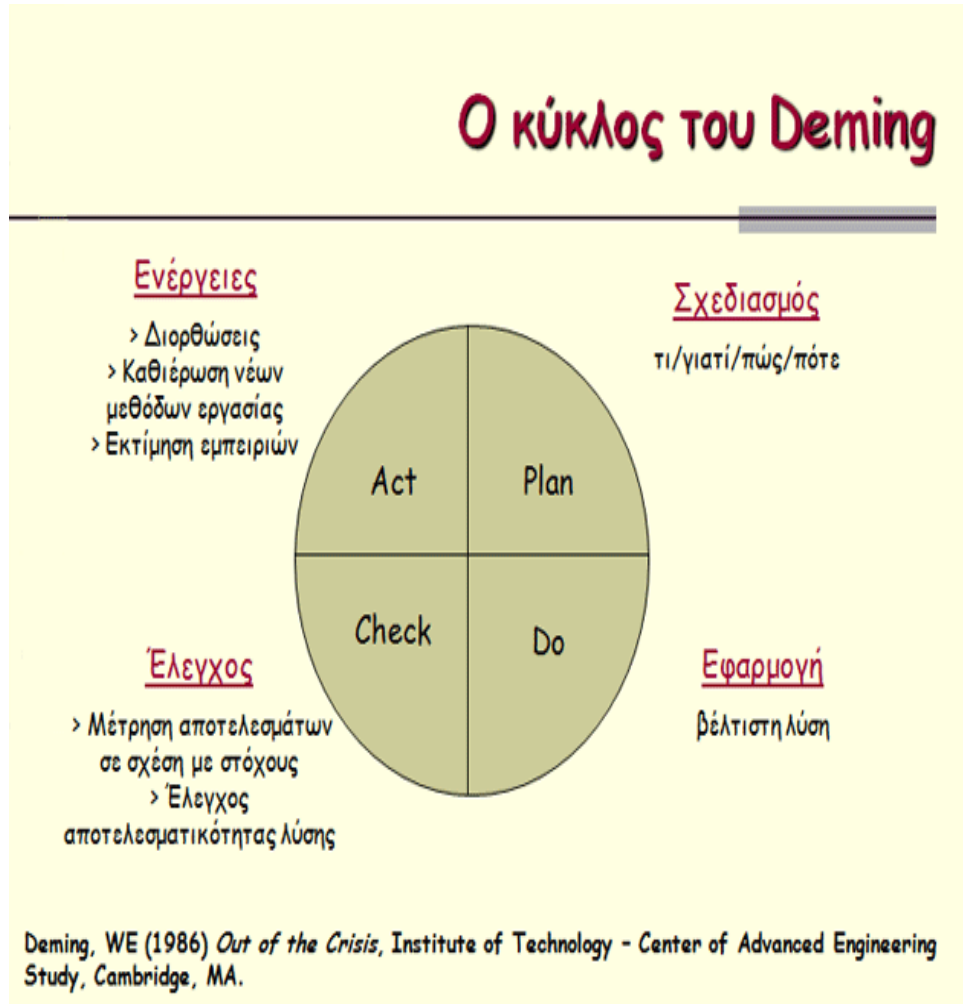 Ο κύκλος του Deming
Ενέργειες
> Διορθώσεις
> Καθιέρωση νέων
μεθόδων εργασίας
> Εκτίμηση εμπειριών
Σχεδιασμός
τι/γιατί/πώς/πότε
Act
Plan
Check
Do
Έλεγχος
> Μέτρηση αποτελεσμάτων
σε σχέση με στόχους
> Έλεγχος
αποτελεσματικότητας λύσης
Εφαρμογή
βέλτιστη λύση
Deming, WE (1986) Out of the Crisis, Institute of Technology – Center of Advanced Engineering
Study, Cambridge, MA.